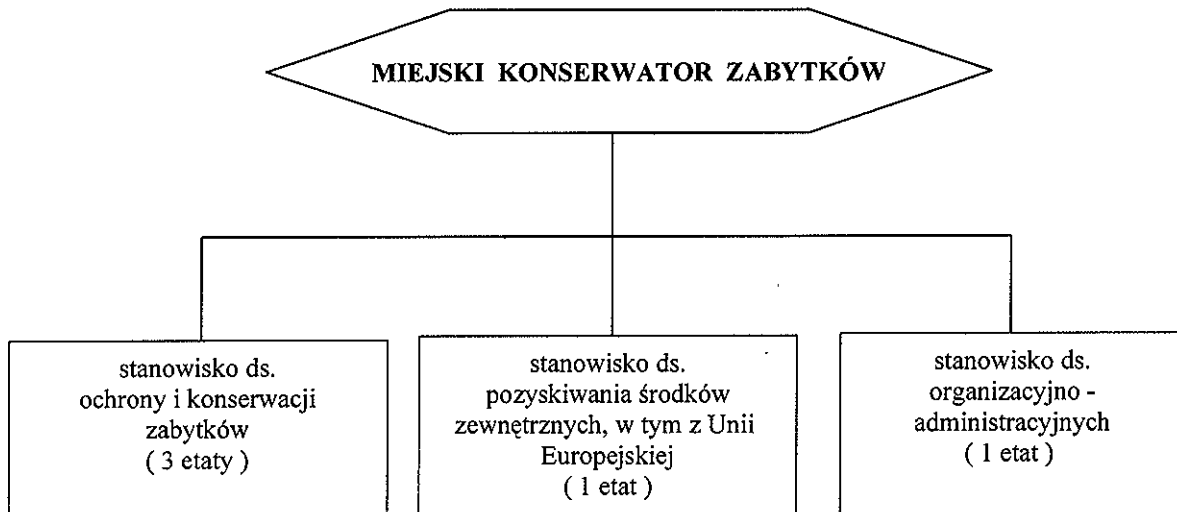 MIEJSKI KONSERWATOR ZABYTKÓW
stanowisko ds.
ochrony i konserwacji
zabytków
( 3 etaty )
stanowisko ds.
pozyskiwania środków
zewnętrznych, w tym z Unii
Europejskiej
( 1 etat )
stanowisko ds.
organizacyjno -
administracyjnych
( 1 etat )